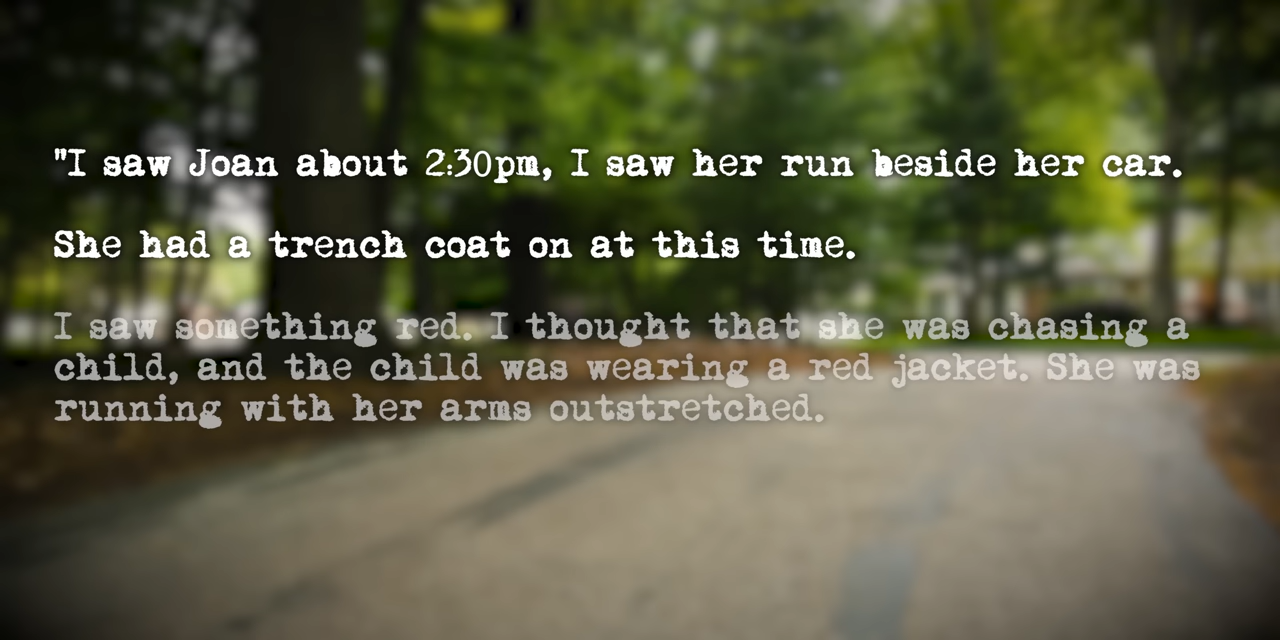 "I saw Joan about 2:30pm, I saw her run beside her car.
She had a trench coat on at this time.
I saw something red. I thought that she was chasing a
child, and the child was wearing a red jacket. She was
running with her arms outstretched.